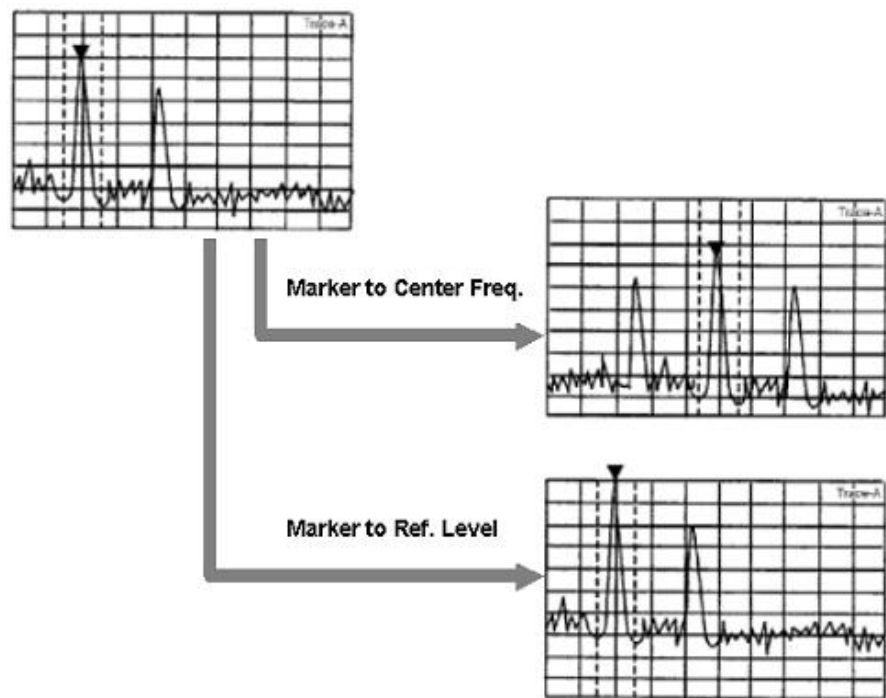 Trace-A
Marker to Center Freq.
Trace-A
Marker to Ref. Level
Trace-A